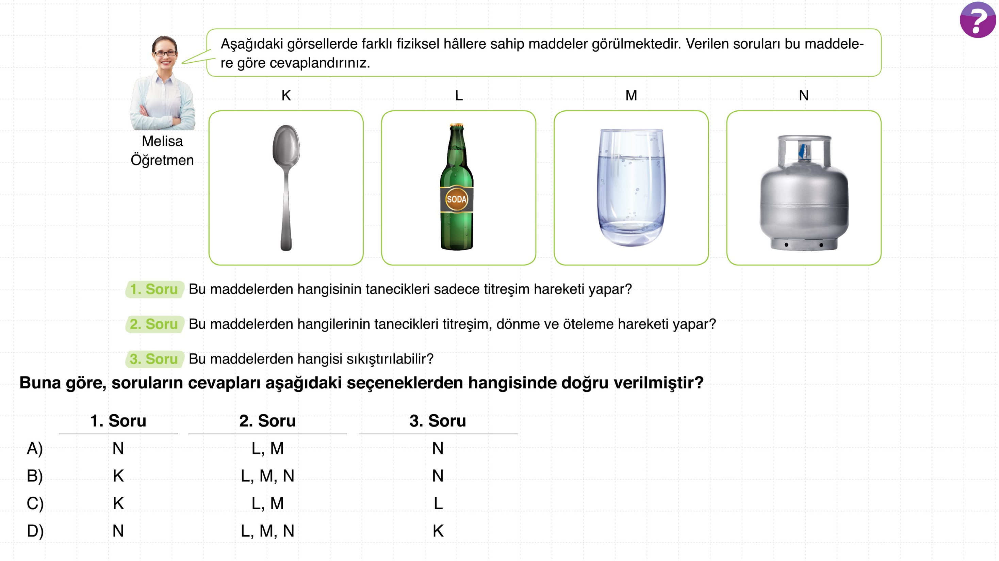 ?
Aşağıdaki görsellerde farklı fiziksel hâllere sahip maddeler görülmektedir. Verilen soruları bu maddele-
re göre cevaplandırınız.
Melisa
Öğretmen
K L M N
SODA
1. Soru Bu maddelerden hangisinin tanecikleri sadece titreşim hareketi yapar?
2. Soru Bu maddelerden hangilerinin tanecikleri titreşim, dönme ve öteleme hareketi yapar?
3. Soru Bu maddelerden hangisi sıkıştırılabilir?
Buna göre, soruların cevapları aşağıdaki seçeneklerden hangisinde doğru verilmiştir?
1. Soru 2. Soru 3. Soru
A) N L, M N
B) K L, M, N N
C) K L, M L
D) N L, M, N K